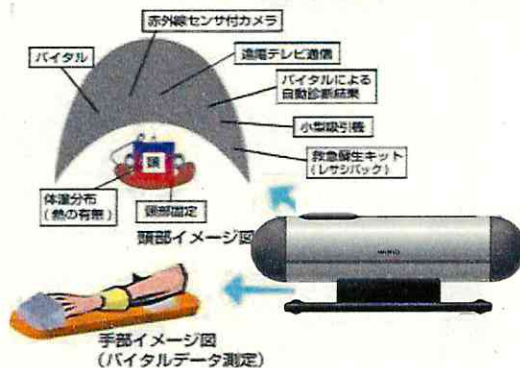 赤外線センサ付カメラ
バイタル
遠隔テレビ通信
バイタルによる
自動診断結果
小型吸引機
救急蘇生キット
(レサシパック)
頭
体温分布
(熱の有無)
頭部固定
頭部イメージ図
手部イメージ図
(バイタルデータ測定)